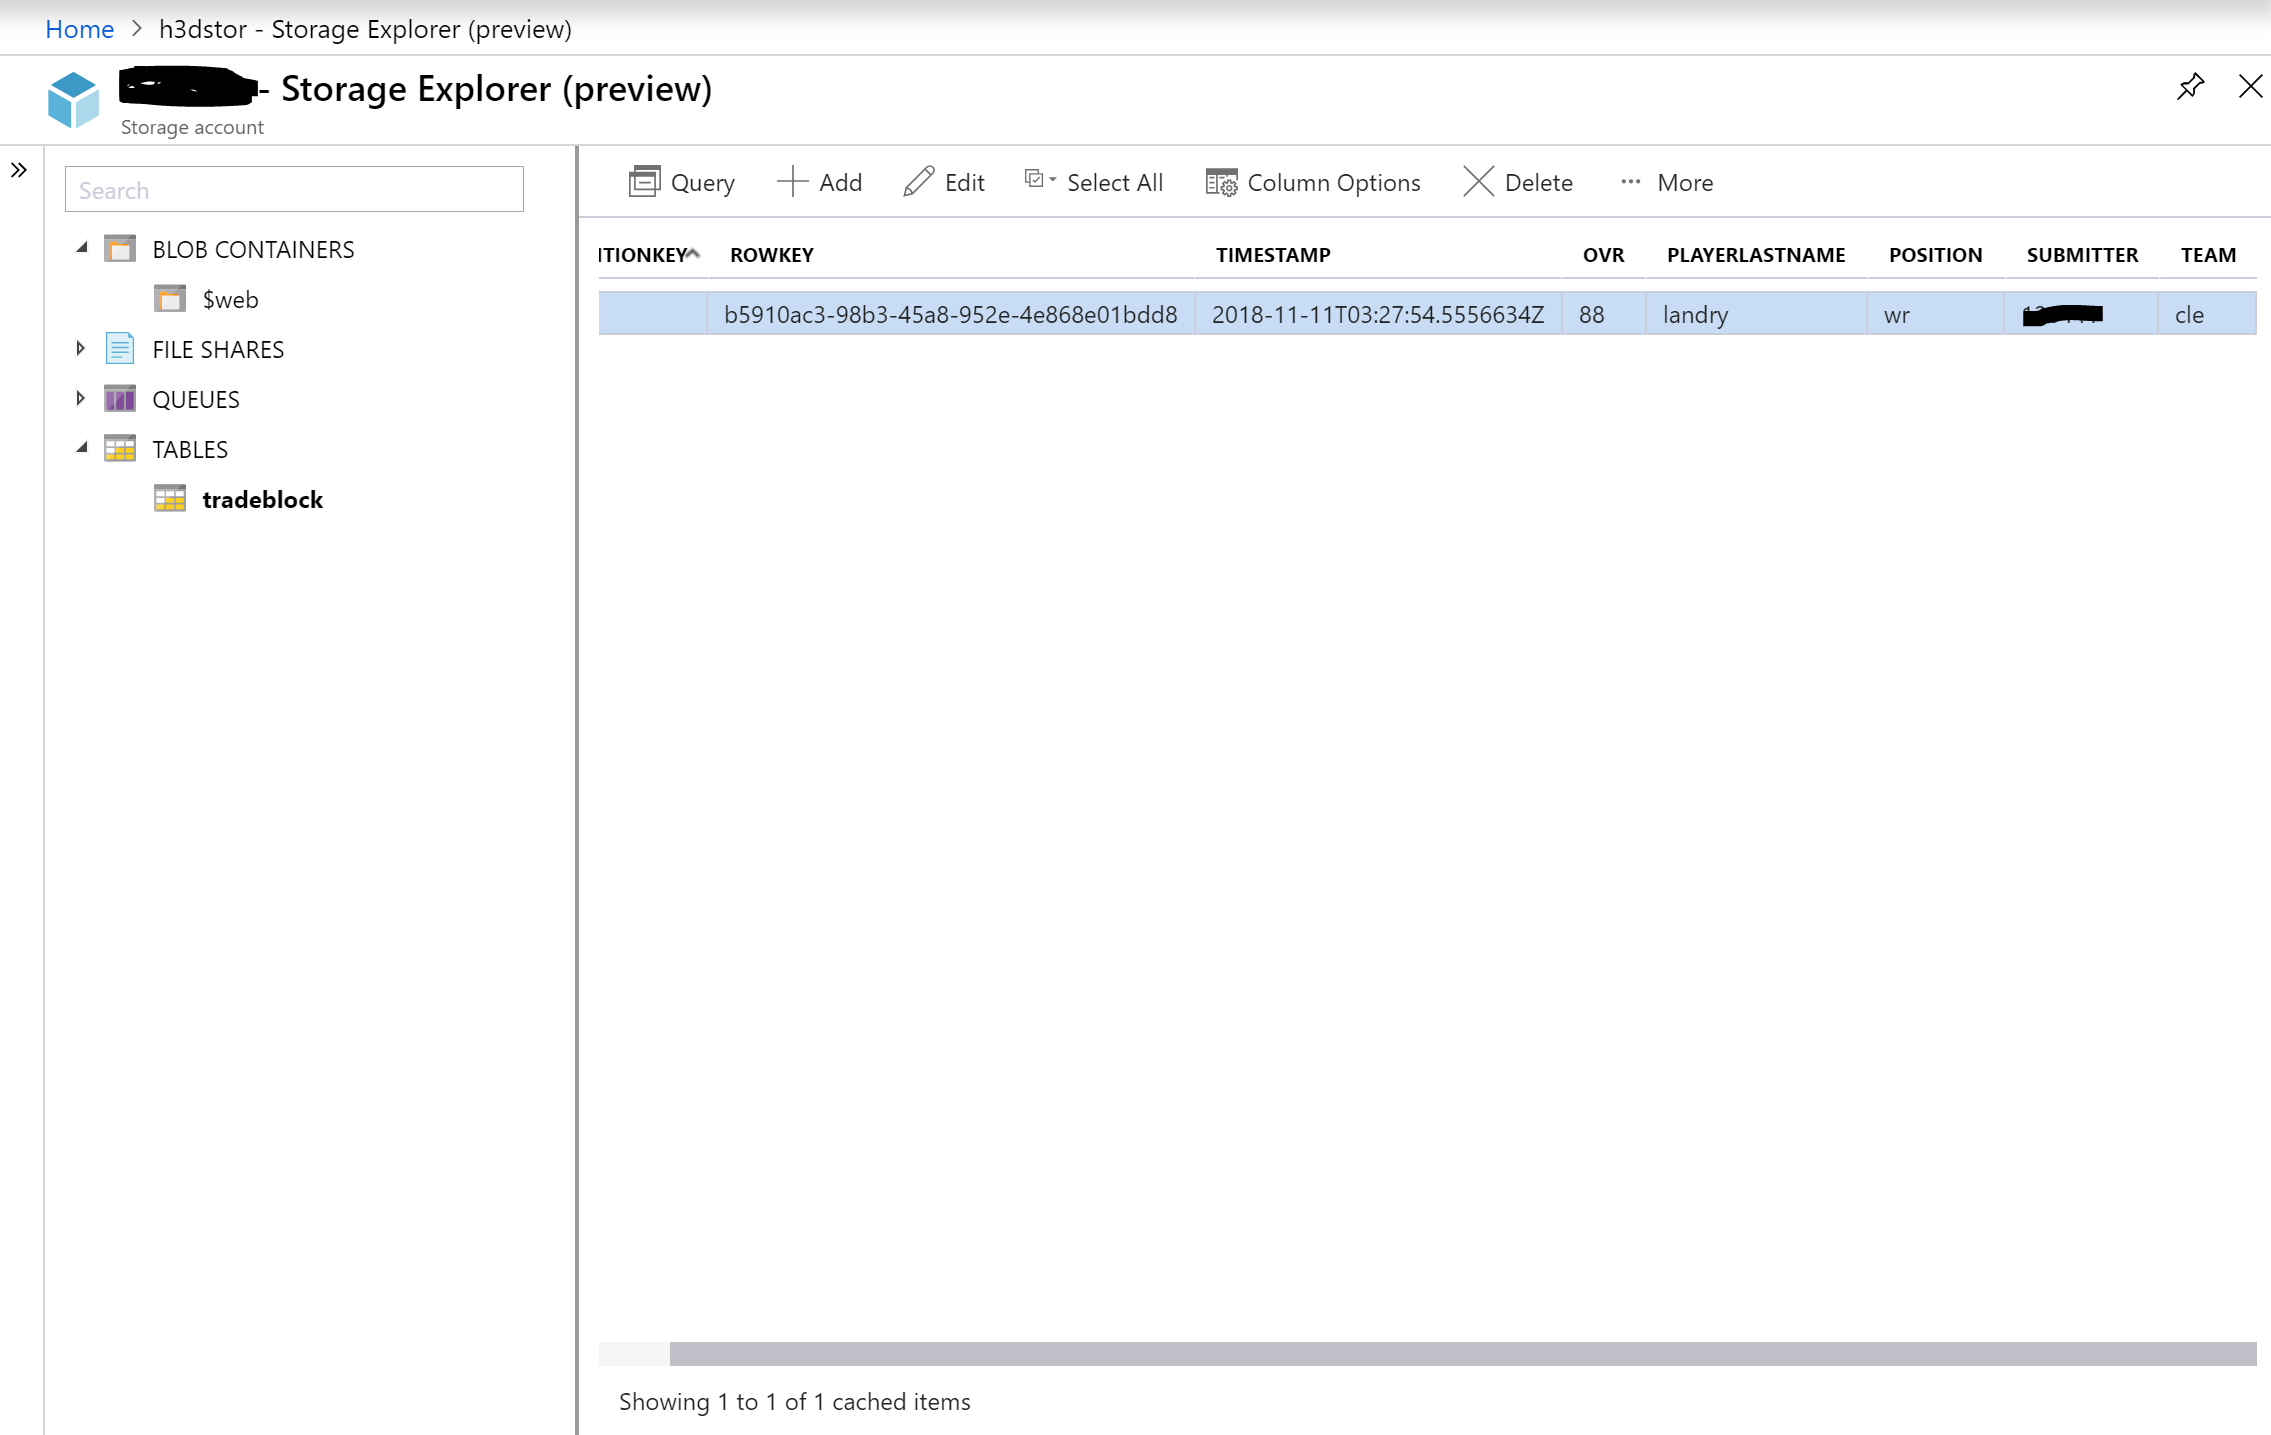 Home > h3dstor - Storage Explorer (preview)
- Storage Explorer (preview)
Storage account
Search
BLOB CONTAINERS
$web
FILE SHARES
QUEUES
TABLES
tradeblock
Query Add Edit Select All Column Options Delete More
ITIONKEY ROWKEY TIMESTAMP OVR PLAYERLASTNAME POSITION SUBMITTER TEAM
b5910ac3-98b3-45a8-952e-4e868e01bdd8 2018-11-11T03:27:54.5556634Z 88 landry wr cle
Showing 1 to 1 of 1 cached items